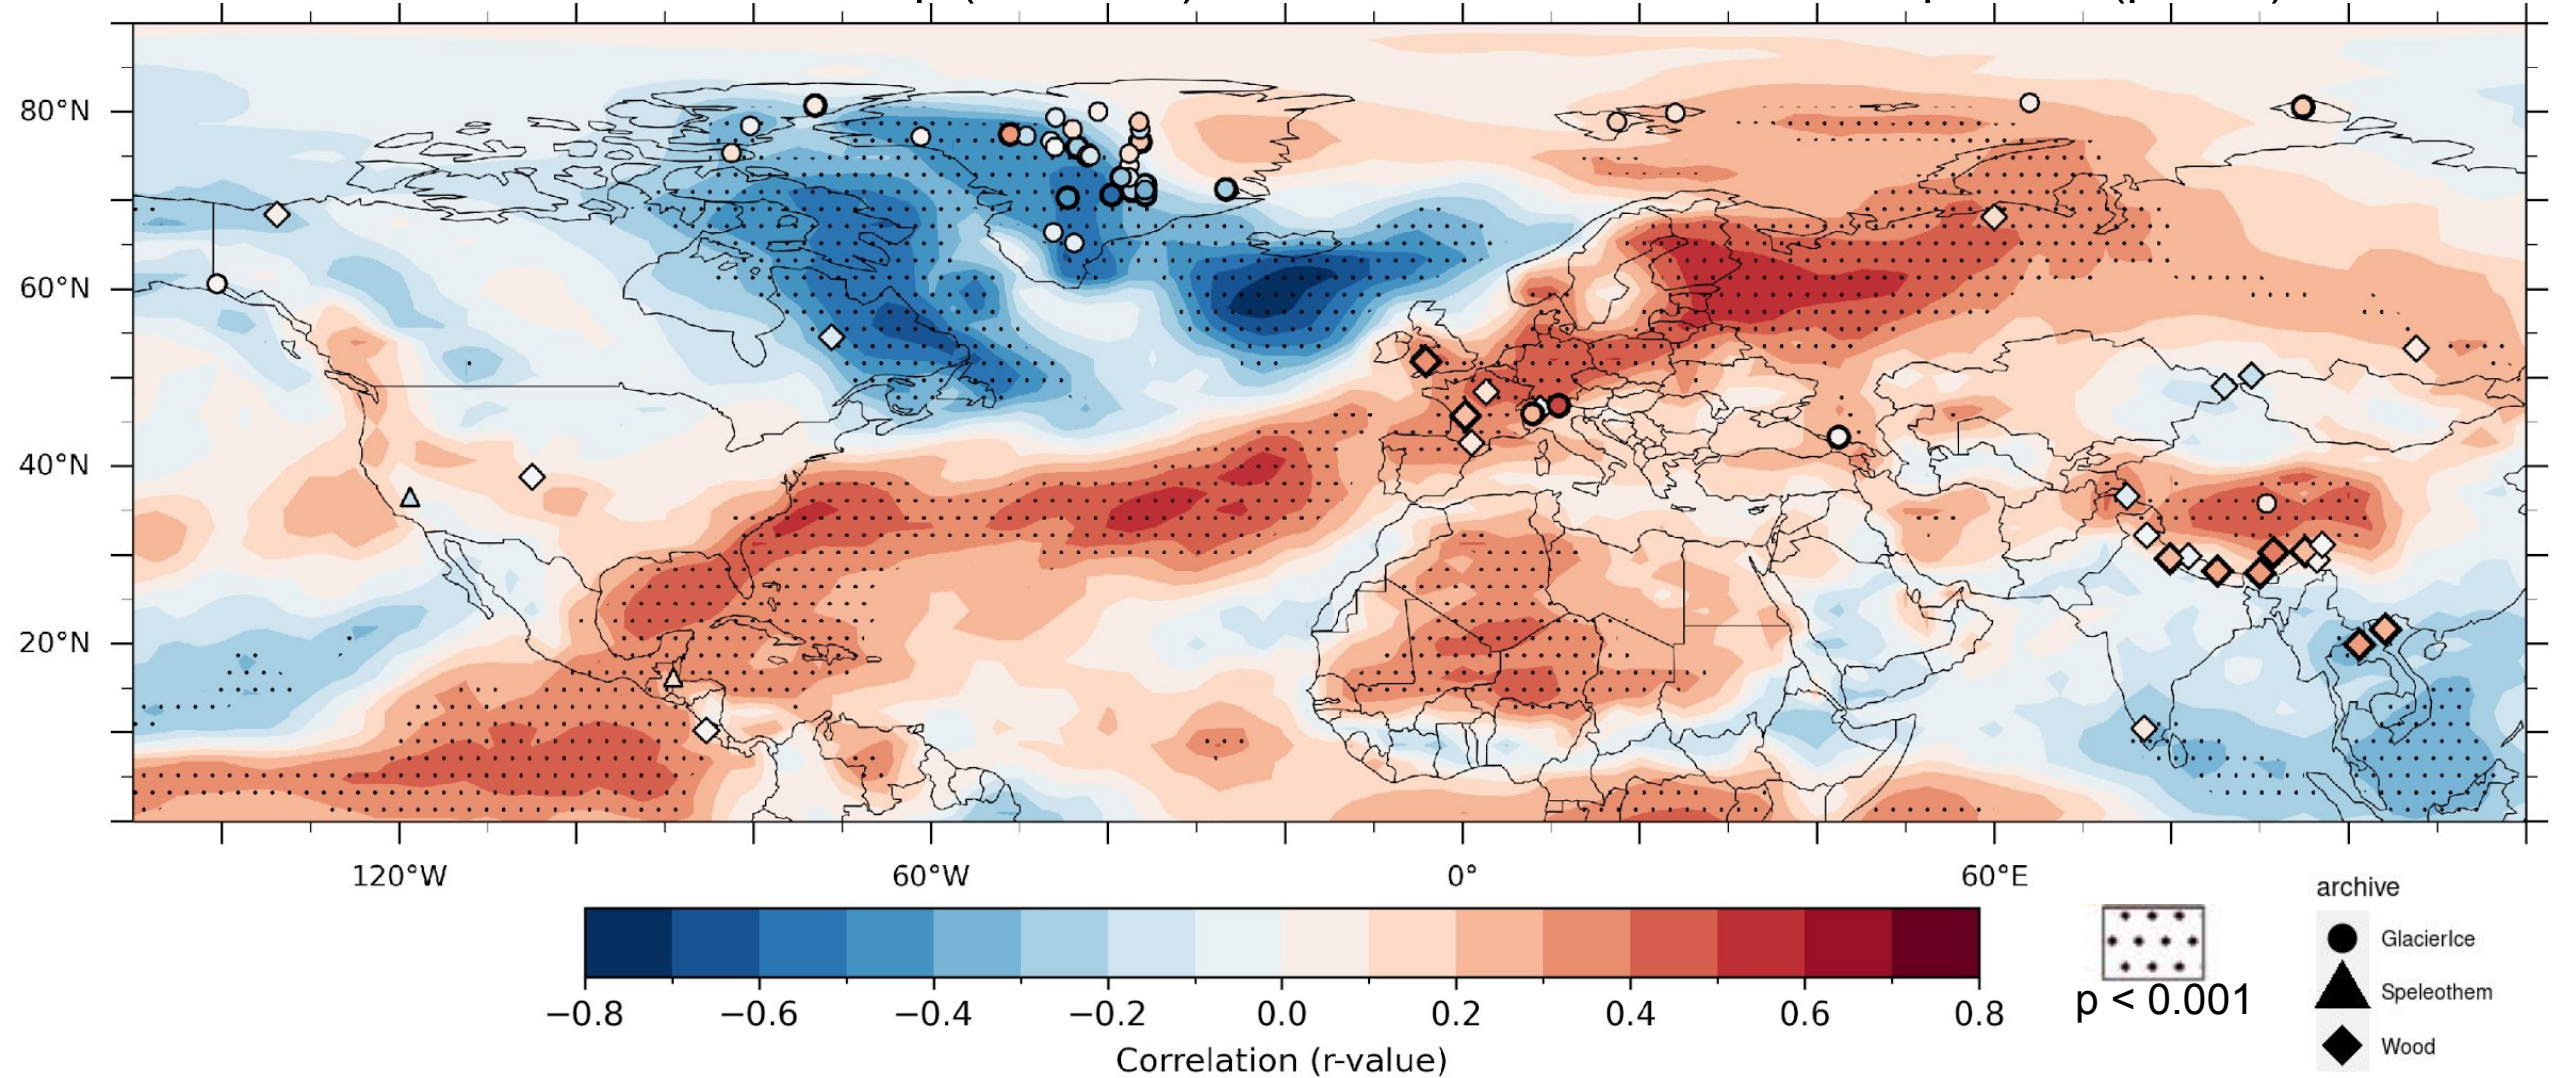 80°N
60°N
40°N
20°N
120°W 60°W 0° 60°E
−0.8 −0.6 −0.4 −0.2 0.0 0.2 0.4 0.6 0.8
Correlation (r-value)
p < 0.001
archive
GlacierIce
Speleothem
Wood